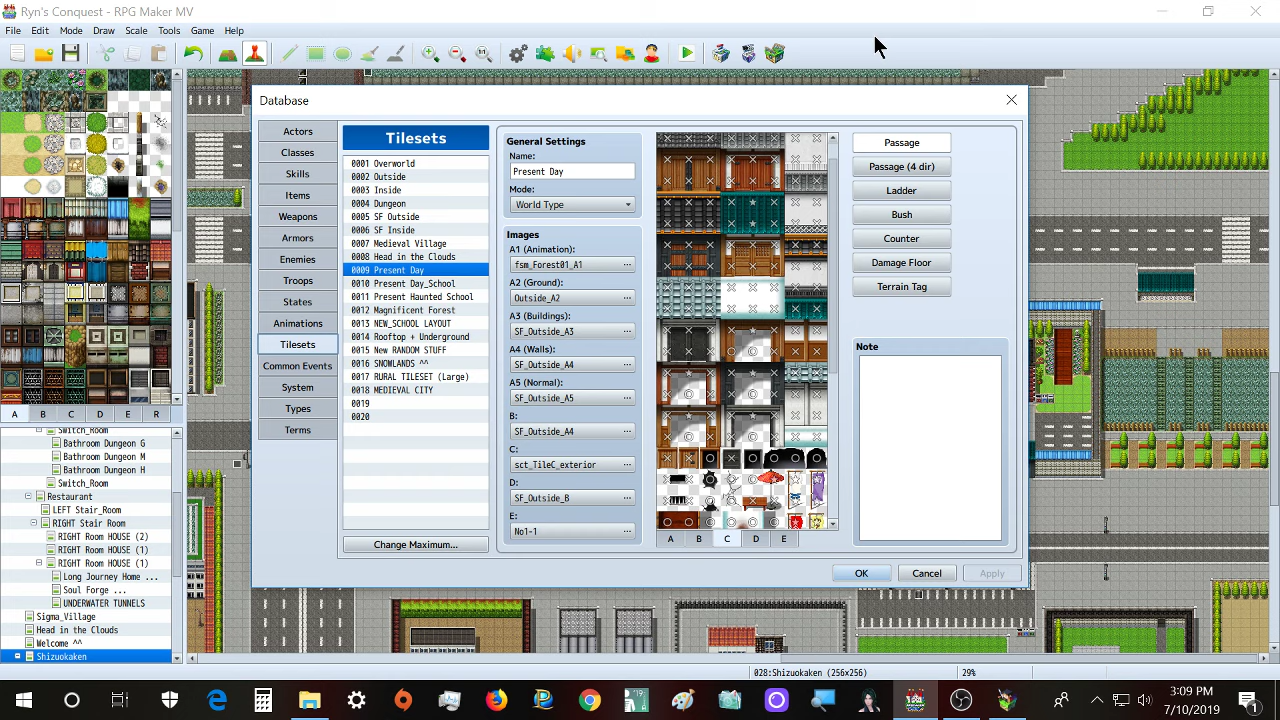 Ryn's Conquest - RPG Maker MV
File Edit Mode Draw Scale Tools Game Help
Database
Actors
Classes
Skills
Items
Weapons
Armors
Enemies
Troops
States
Animations
Tilesets
Common Events
System
Types
Terms
Tilesets
0001 Overworld
0002 Outside
0003 Inside
0004 Dungeon
0005 SF Outside
0006 SF Inside
0007 Medieval Village
0008 Head in the Clouds
0009 Present Day
0010 Present Day_School
0011 Present Haunted School
0012 Magnificent Forest
0013 NEW_SCHOOL LAYOUT
0014 Rooftop + Underground
0015 New RANDOM STUFF
0016 SNOWLANDS ^^
0017 RURAL TILESET (Large)
0018 MEDIEVAL CITY
0019
0020
Change Maximum...
General Settings
Name:
Present Day
Mode:
World Type
Images
A1 (Animation):
fsm_Forest01_A1 ...
A2 (Ground):
Outside_A2 ...
A3 (Buildings):
SF_Outside_A3 ...
A4 (Walls):
SF_Outside_A4 ...
A5 (Normal):
SF_Outside_A5 ...
B:
SF_Outside_A4 ...
C:
sct_TileC_exterior ...
D:
SF_Outside_B ...
E:
No1-1 ...
A B C D E
Passage
Passage (4 dir)
Ladder
Bush
Counter
Damage Floor
Terrain Tag
Note
OK Cancel Apply
A B C D E R
Switch_Room
Bathroom Dungeon G
Bathroom Dungeon M
Bathroom Dungeon H
Switch_Room
Restaurant
LEFT Stair_Room
RIGHT Stair Room
RIGHT Room HOUSE (2)
RIGHT Room HOUSE (1)
RIGHT Room HOUSE (1)
Long Journey Home ...
Soul Forge ...
UNDERWATER TUNNELS
Sigma_Village
Head in the Clouds
Welcome ^^
Shizuokaken
028:Shizuokaken (256x256) 29%
3:09 PM
7/10/2019